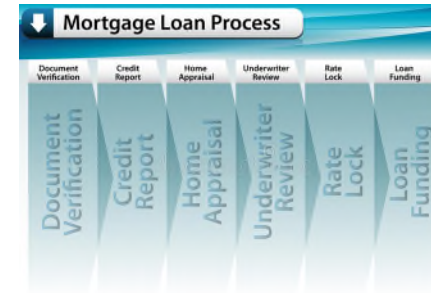 Mortgage Loan Process
Document
Verification
Credit
Report
Home
Appraisal
Underwriter
Review
Rate
Lock
Loan
Funding
Document
Verification
Credit
Report
Home
Appraisal
Underwriter
Review
Rate
Lock
Loan
Funding